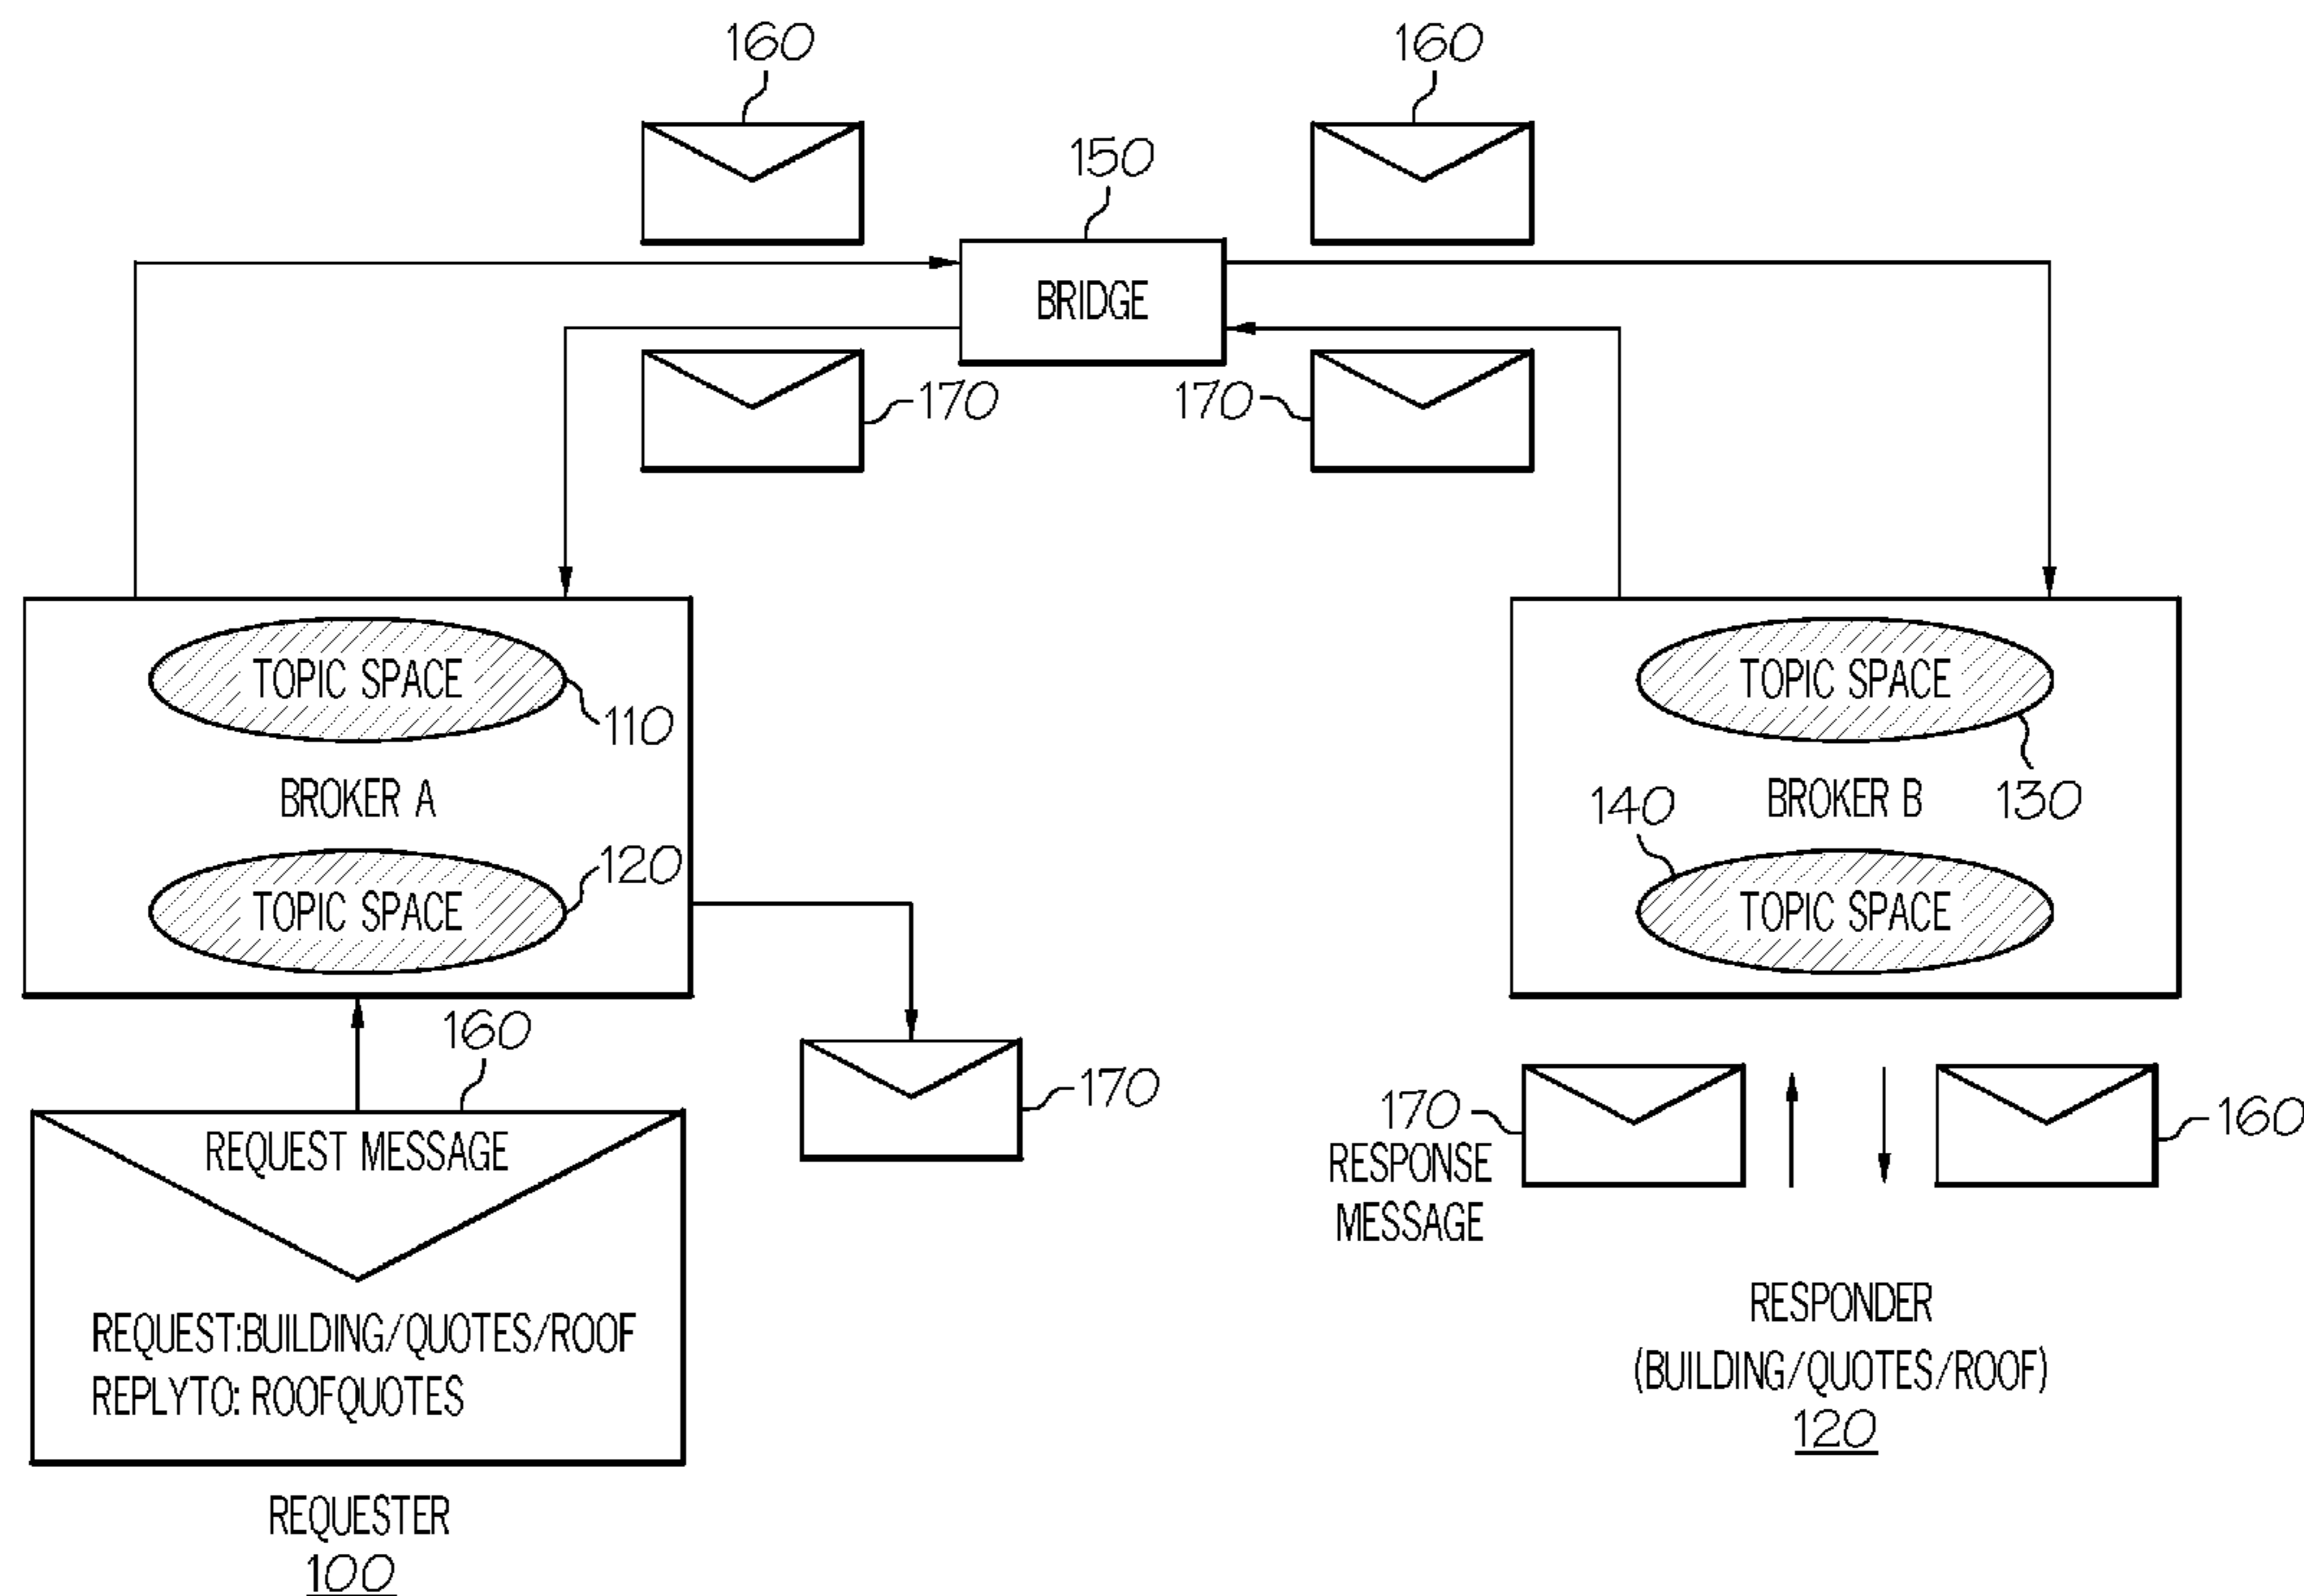 160
160
150
BRIDGE
170
170
TOPIC SPACE
110
BROKER A
120
TOPIC SPACE
TOPIC SPACE
130
BROKER B
140
TOPIC SPACE
160
REQUEST MESSAGE
REQUEST:BUILDING/QUOTES/ROOF
REPLYTO: ROOFQUOTES
REQUESTER
100
170
170
RESPONSE
MESSAGE
160
RESPONDER
(BUILDING/QUOTES/ROOF)
120